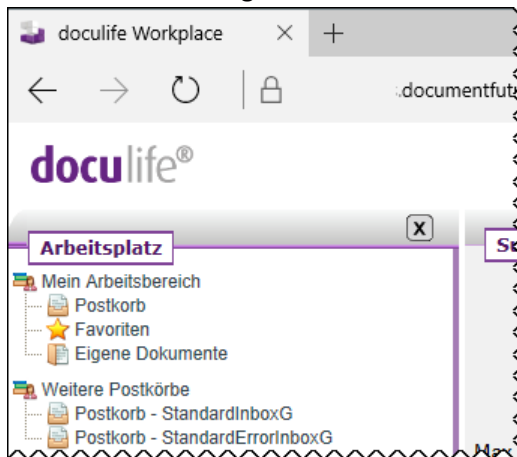 doculife Workplace
.documentfut
doculife®
x
Arbeitsplatz
Mein Arbeitsbereich
Postkorb
Favoriten
Eigene Dokumente
Weitere Postkörbe
Postkorb - StandardInboxG
Postkorb - StandardErrorInboxG